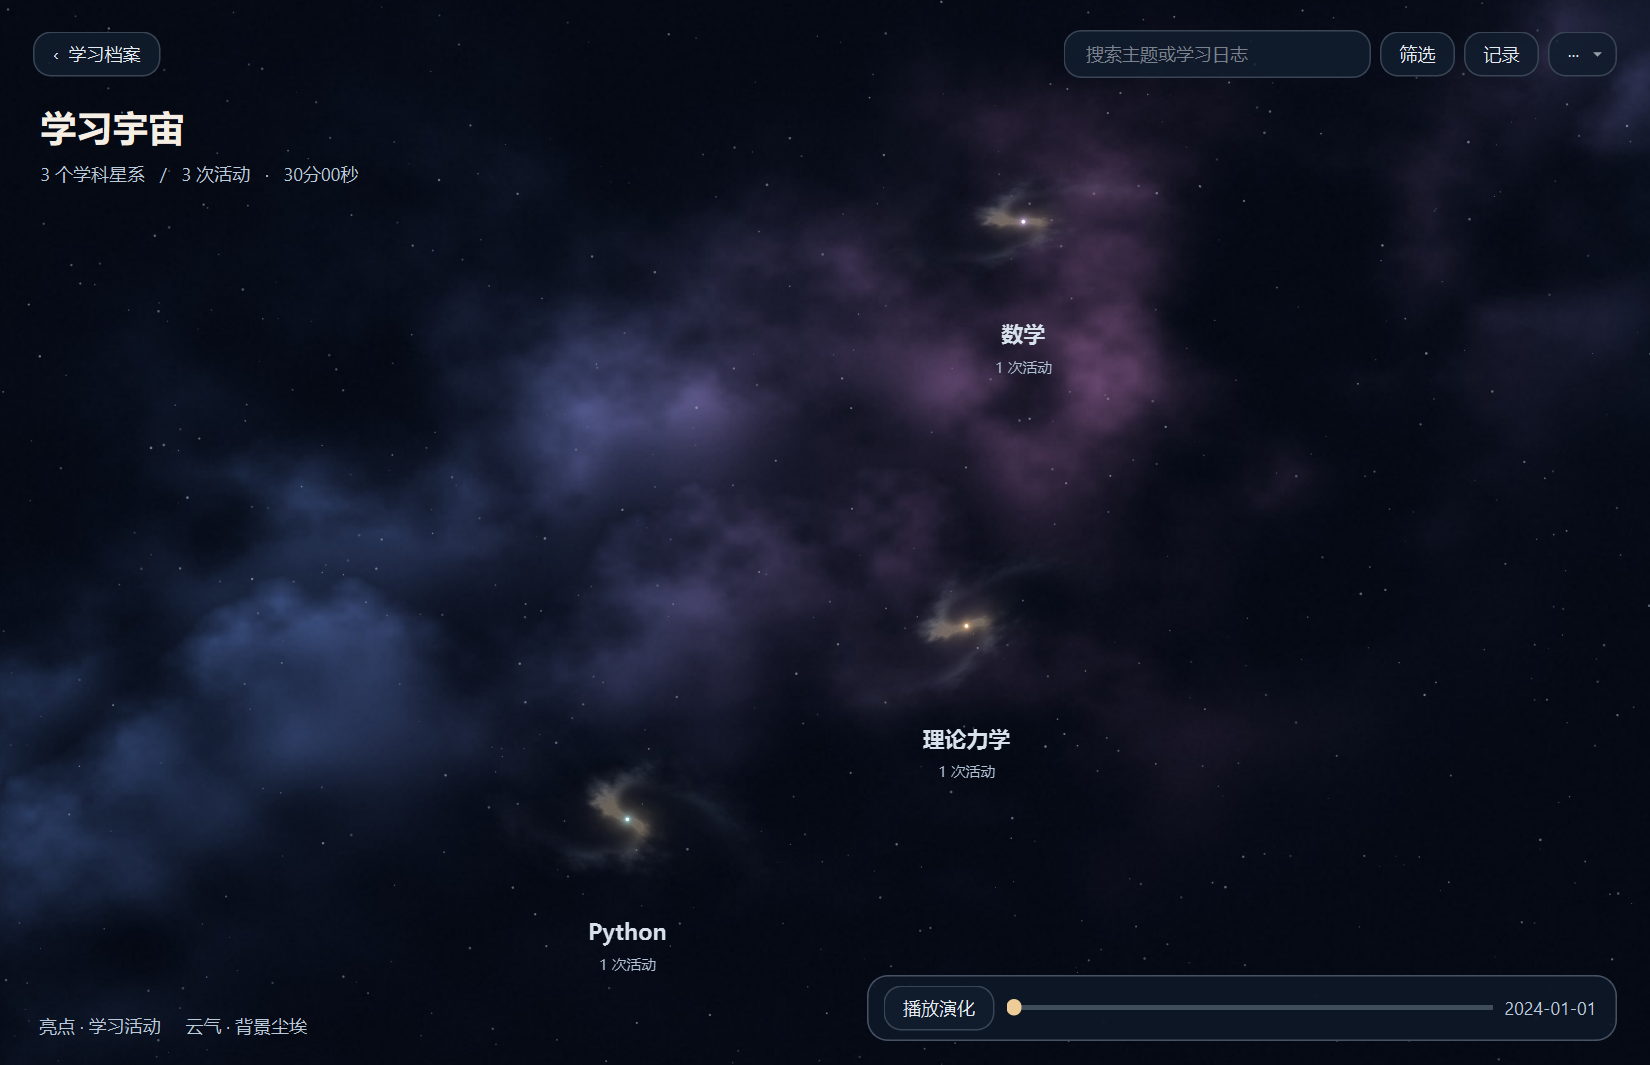 ‹ 学习档案
搜索主题或学习日志
筛选
记录
...
学习宇宙
3 个学科星系 / 3 次活动 · 30分00秒
数学
1 次活动
理论力学
1 次活动
Python
1 次活动
亮点 · 学习活动 云气 · 背景尘埃
播放演化
2024-01-01